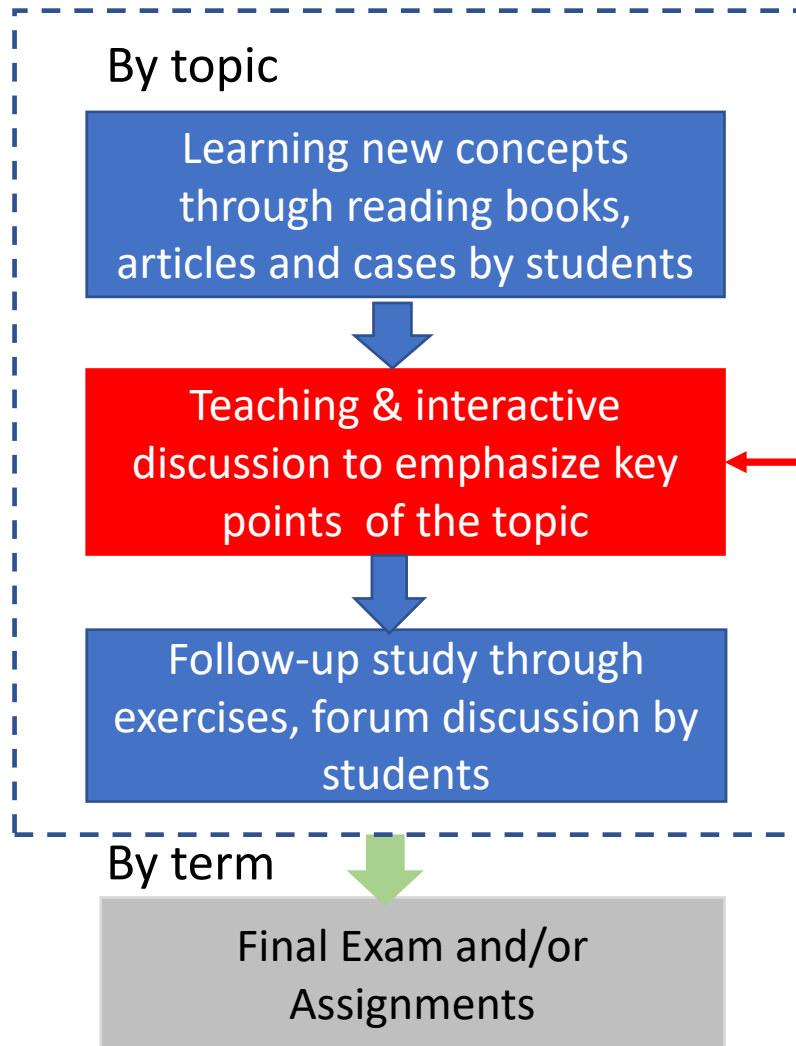 By topic
Learning new concepts
through reading books,
articles and cases by students
Teaching & interactive
discussion to emphasize key
points  of the topic
Follow-up study through
exercises, forum discussion by
students
By term
Final Exam and/or
Assignments